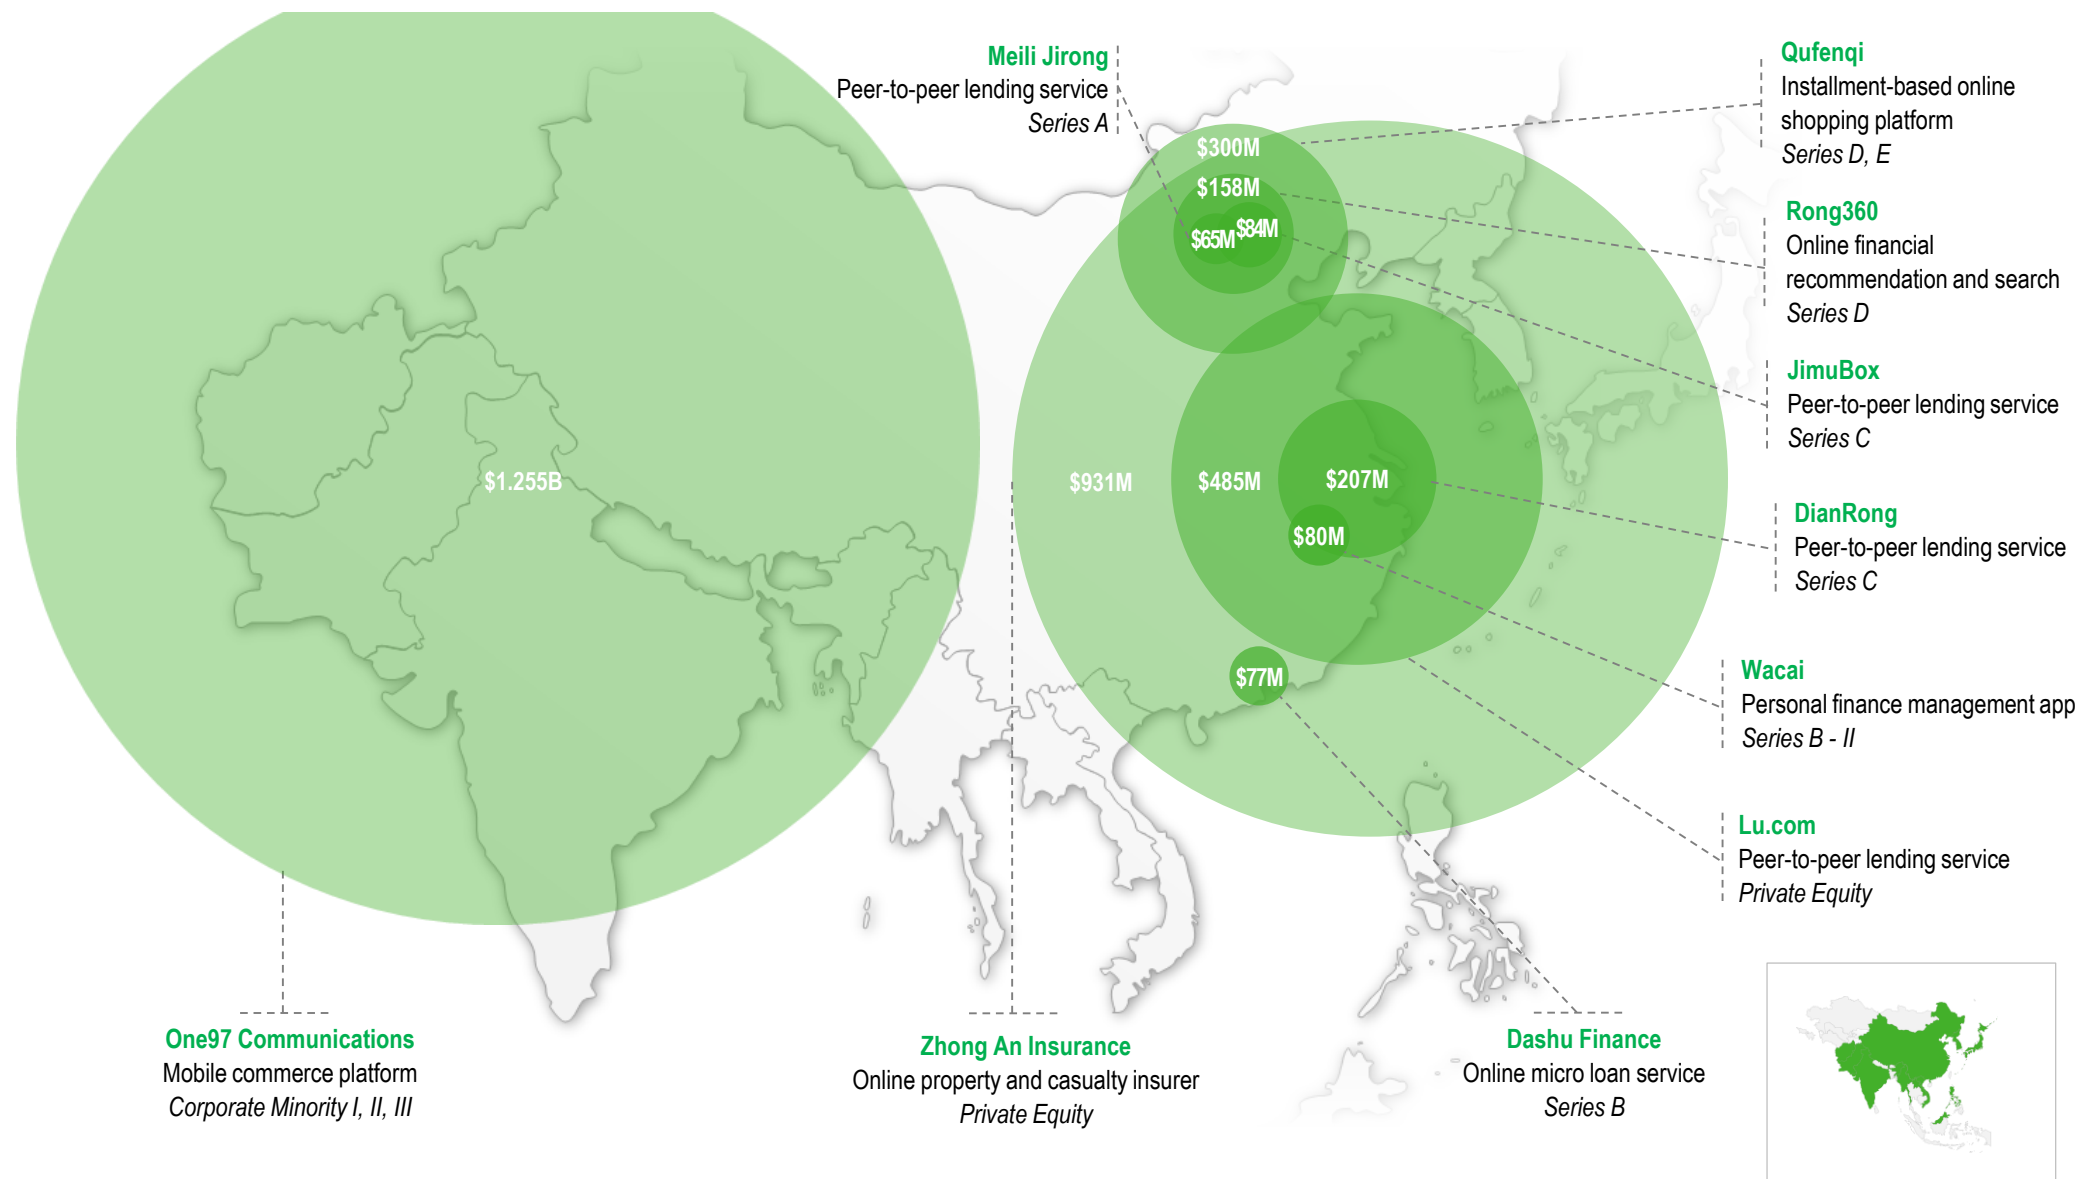 Meili Jirong
Peer-to-peer lending service
Series A
Qufenqi
Installment-based online
shopping platform
Series D, E
$300M
$158M
$65M
$84M
Rong360
Online financial
recommendation and search
Series D
JimuBox
Peer-to-peer lending service
Series C
$1.255B
$931M
$485M
$207M
$80M
DianRong
Peer-to-peer lending service
Series C
$77M
Wacai
Personal finance management app
Series B - II
Lu.com
Peer-to-peer lending service
Private Equity
One97 Communications
Mobile commerce platform
Corporate Minority I, II, III
Zhong An Insurance
Online property and casualty insurer
Private Equity
Dashu Finance
Online micro loan service
Series B